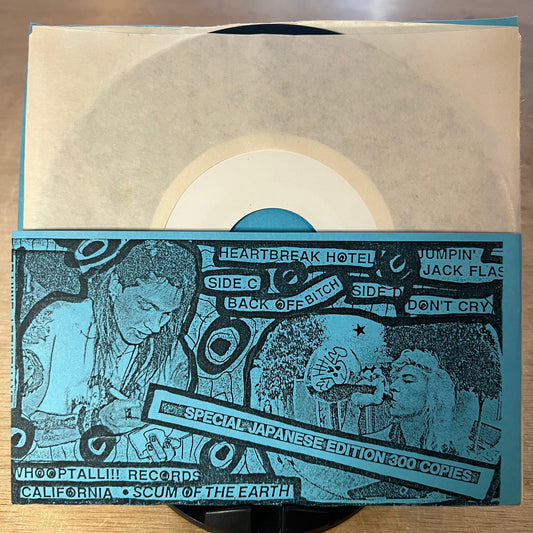 HEARTBREAK HOTEL
JUMPIN'
JACK FLAS
SIDE C
BACK OFF BITCH
SIDE D
DON'T CRY
SPECIAL JAPANESE EDITION 300 COPIES
WHOOPTALLI!! RECORDS
CALIFORNIA • SCUM OF THE EARTH